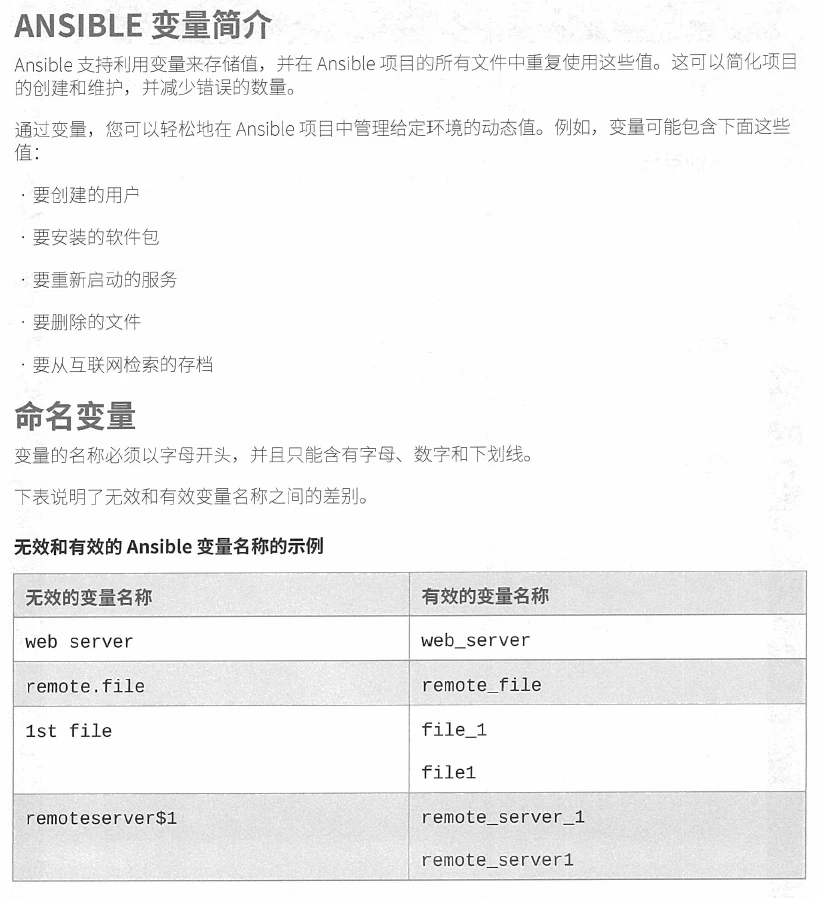 ANSIBLE 变量简介
Ansible 支持利用变量来存储值，并在 Ansible 项目的所有文件中重复使用这些值。这可以简化项目
的创建和维护，并减少错误的数量。
通过变量，您可以轻松地在 Ansible 项目中管理给定环境的动态值。例如，变量可能包含下面这些
值：
· 要创建的用户
· 要安装的软件包
· 要重新启动的服务
· 要删除的文件
· 要从互联网检索的存档
命名变量
变量的名称必须以字母开头，并且只能含有字母、数字和下划线。
下表说明了无效和有效变量名称之间的差别。
无效和有效的 Ansible 变量名称的示例
无效的变量名称 有效的变量名称
web server web_server
remote.file remote_file
1st file file_1
file1
remoteserver$1 remote_server_1
remote_server1